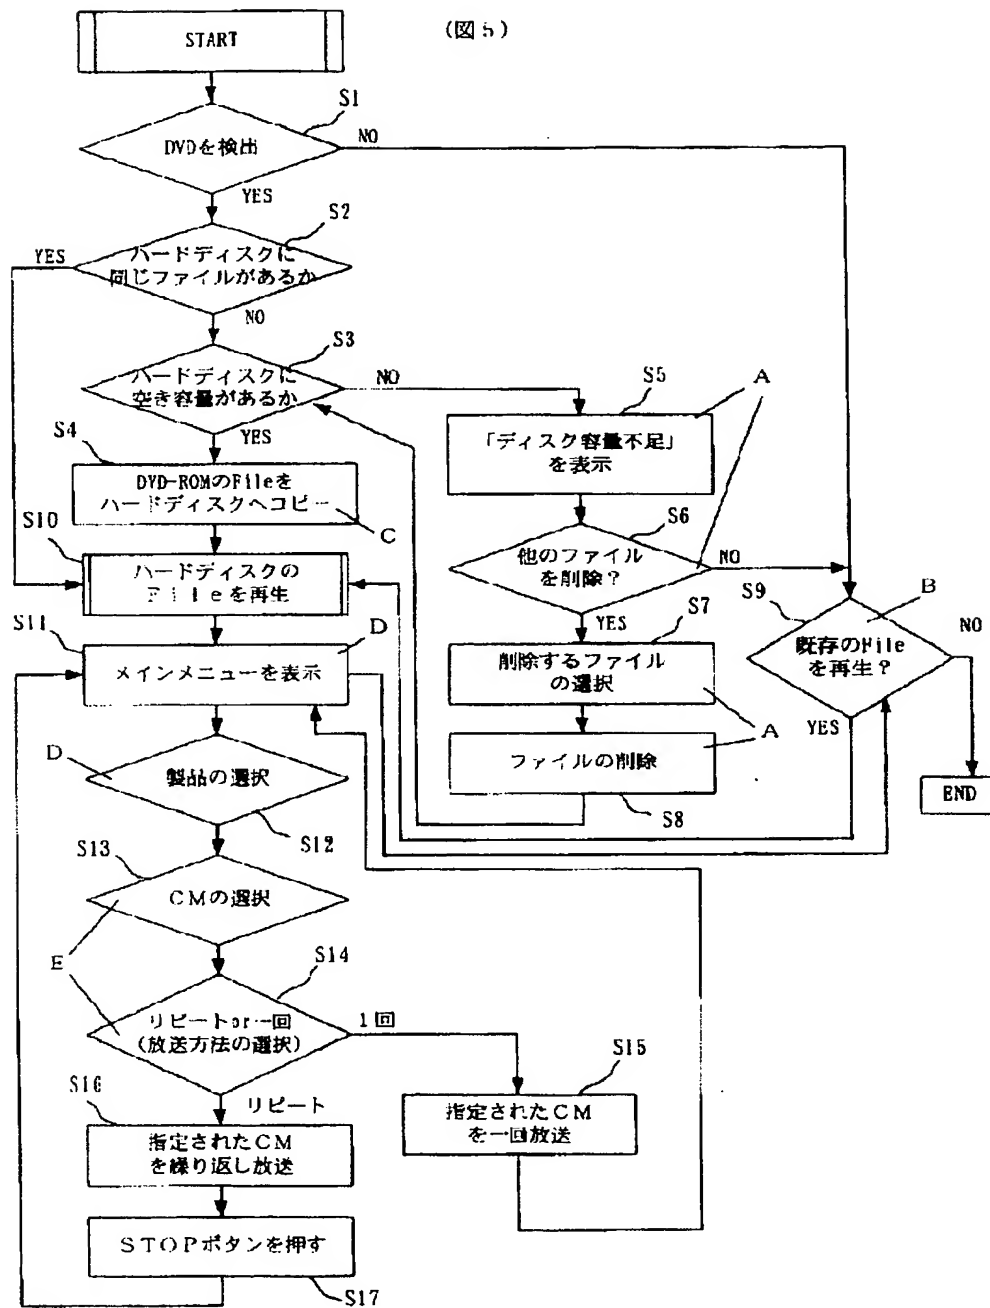 (図5)
START
S1
DVDを検出
NO
YES
S2
YES
ハードディスクに
同じファイルがあるか
NO
S3
ハードディスクに
空き容量があるか
NO
YES
S5
A
「ディスク容量不足」
を表示
S4
DVD-ROMのFileを
ハードディスクへコピー
C
S6
他のファイル
を削除?
NO
YES
S10
ハードディスクの
Fileを再生
S7
削除するファイル
の選択
A
S9
B
既存のFile
を再生?
NO
YES
S11
D
メインメニューを表示
ファイルの削除
S8
END
D
製品の選択
S12
S13
CMの選択
E
S14
リピートor一回
(放送方法の選択)
1回
S15
指定されたCM
を一回放送
S16
リピート
指定されたCM
を繰り返し放送
STOPボタンを押す
S17